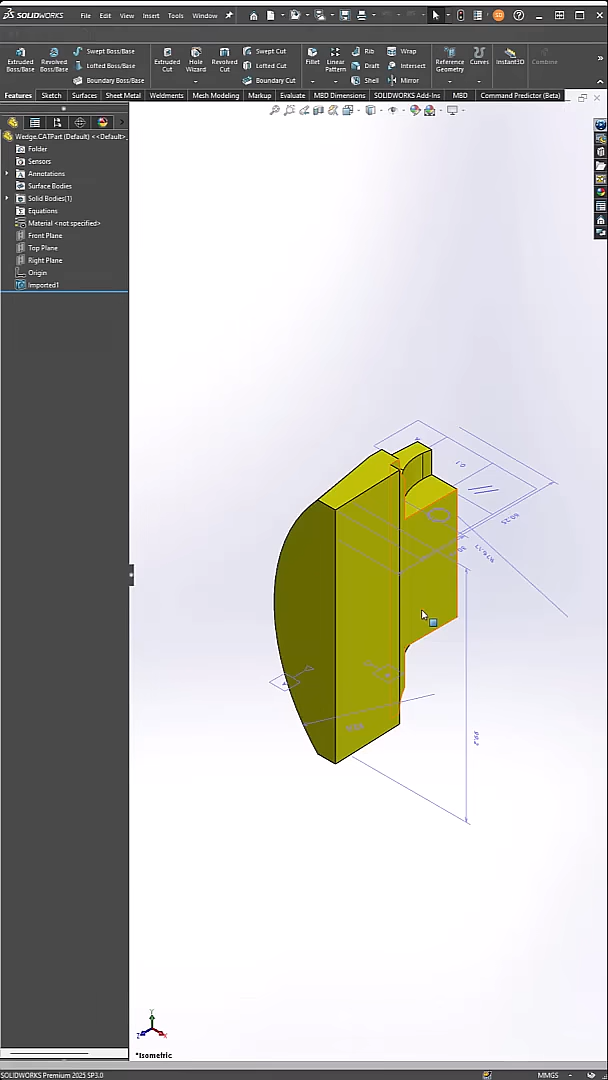 SOLIDWORKS
File Edit View Insert Tools Window
Extruded Boss/Base
Revolved Boss/Base
Swept Boss/Base
Lofted Boss/Base
Boundary Boss/Base
Extruded Cut
Hole Wizard
Revolved Cut
Swept Cut
Lofted Cut
Boundary Cut
Fillet
Linear Pattern
Rib
Draft
Shell
Wrap
Intersect
Mirror
Reference Geometry
Curves
Instant3D
Combine
Features Sketch Surfaces Sheet Metal Weldments Mesh Modeling Markup Evaluate MBD Dimensions SOLIDWORKS Add-Ins MBD Command Predictor (Beta)
Wedge.CATPart (Default) <<Default>
Folder
Sensors
Annotations
Surface Bodies
Solid Bodies(1)
Equations
Material <not specified>
Front Plane
Top Plane
Right Plane
Origin
Imported1
60.25
99.2
Y
Z
X
*Isometric
SOLIDWORKS Premium 2025 SP3.0
MMGS